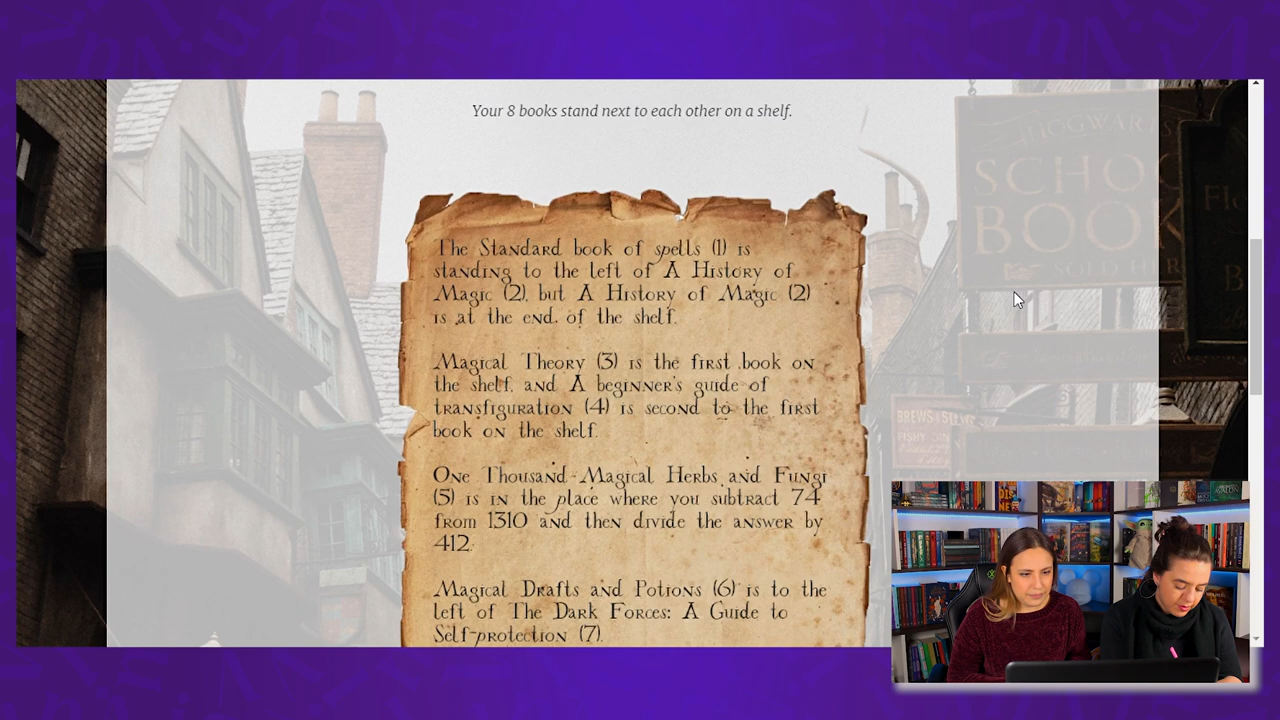 Your 8 books stand next to each other on a shelf.
The Standard book of spells (1) is
standing to the left of A History of
Magic (2), but A History of Magic (2)
is at the end of the shelf.
Magical Theory (3) is the first book on
the shelf, and A beginner's guide of
transfiguration (4) is second to the first
book on the shelf.
One Thousand Magical Herbs and Fungi
(5) is in the place where you subtract 74
from 1310 and then divide the answer by
412.
Magical Drafts and Potions (6) is to the
left of The Dark Forces: A Guide to
Self-protection (7).
HOGWARTS
SCHOO
BOOK
SOLD HER